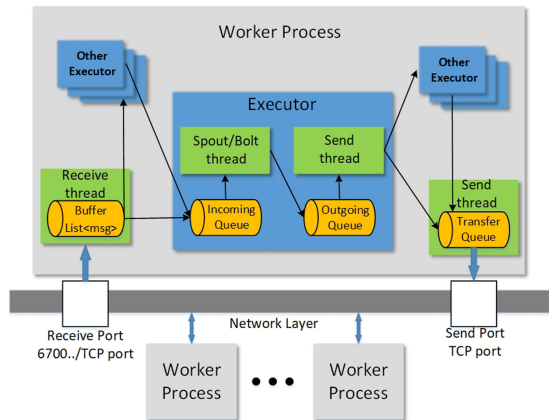 Worker Process
Other
Executor
Other
Executor
Executor
Spout/Bolt
thread
Send thread
Receive
thread
Buffer
List<msg>
Incoming
Queue
Outgoing
Queue
Send
thread
Transfer
Queue
Receive Port
6700../TCP port
Network Layer
Send Port
TCP port
Worker
Process
Worker
Process